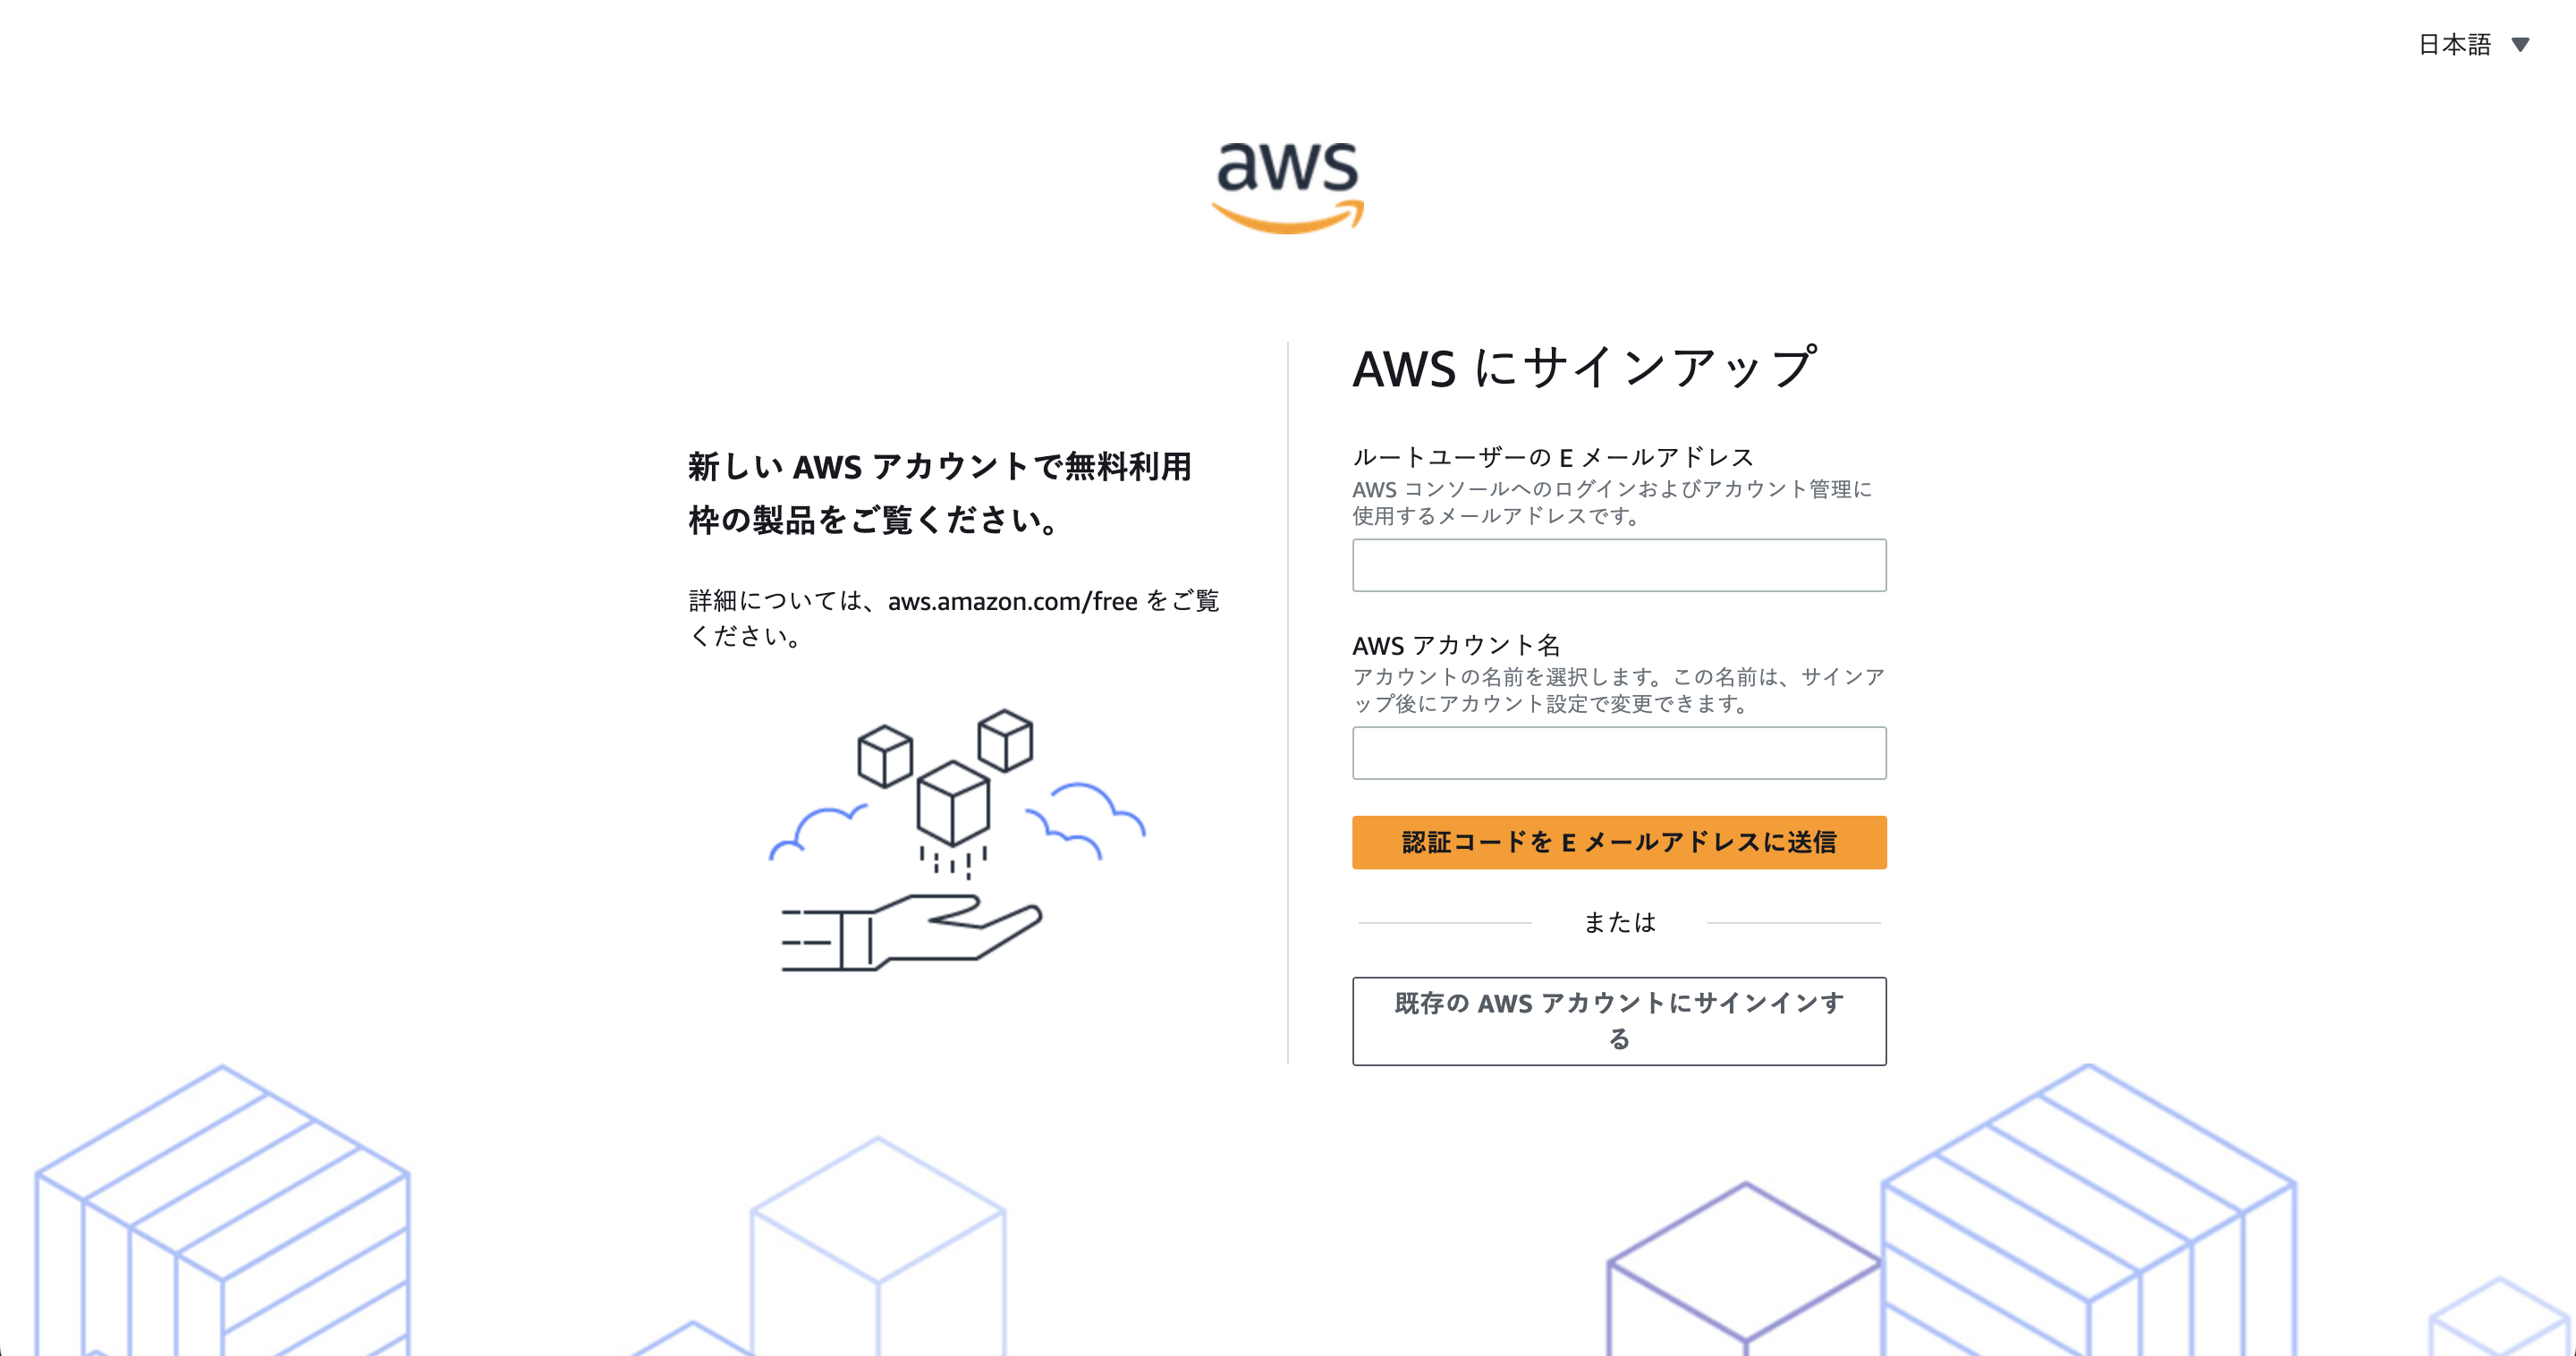 日本語
aws
新しい AWS アカウントで無料利用
枠の製品をご覧ください。
詳細については、aws.amazon.com/free をご覧
ください。
AWS にサインアップ
ルートユーザーの E メールアドレス
AWS コンソールへのログインおよびアカウント管理に
使用するメールアドレスです。
AWS アカウント名
アカウントの名前を選択します。この名前は、サインア
ップ後にアカウント設定で変更できます。
認証コードを E メールアドレスに送信
または
既存の AWS アカウントにサインインす
る